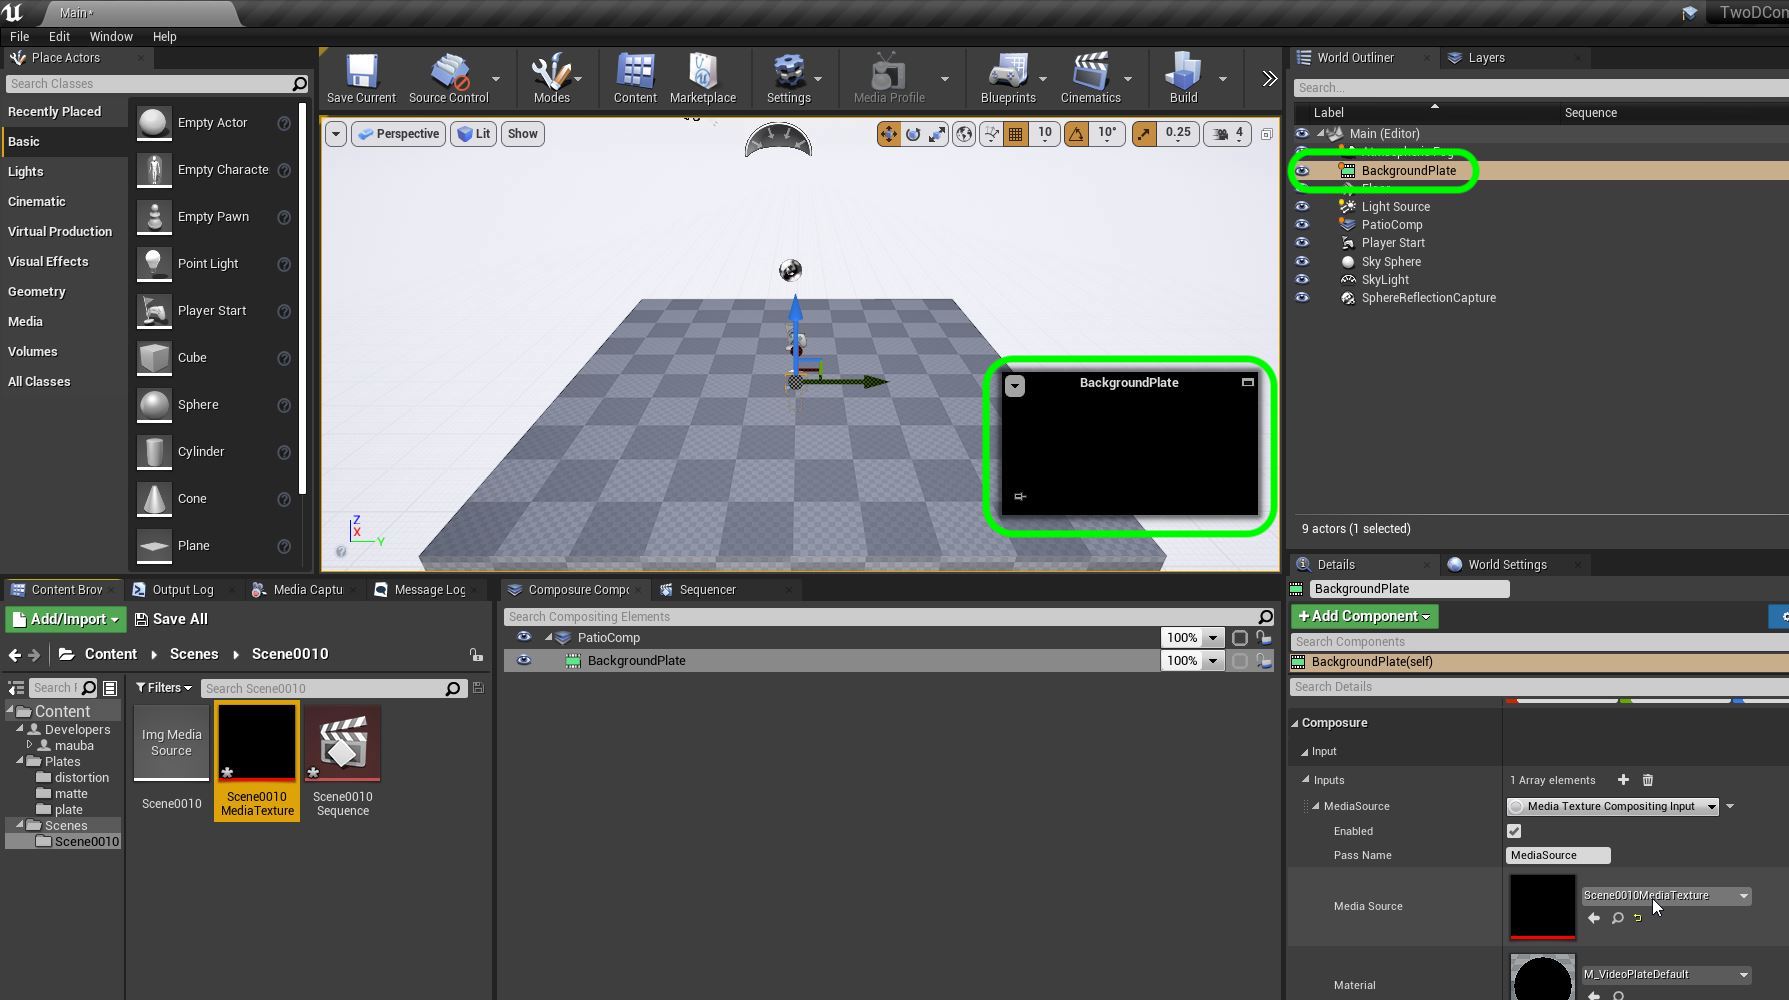 Main*
TwoDCom
File Edit Window Help
Place Actors
Search Classes
Recently Placed
Basic
Lights
Cinematic
Virtual Production
Visual Effects
Geometry
Media
Volumes
All Classes
Empty Actor
Empty Characte
Empty Pawn
Point Light
Player Start
Cube
Sphere
Cylinder
Cone
Plane
Save Current Source Control Modes Content Marketplace Settings Media Profile Blueprints Cinematics Build
Perspective Lit Show 10 10° 0.25 4
BackgroundPlate
Z
X
Y
World Outliner Layers
Search...
Label Sequence
Main (Editor)
Atmospheric Fog
BackgroundPlate
Floor
Light Source
PatioComp
Player Start
Sky Sphere
SkyLight
SphereReflectionCapture
9 actors (1 selected)
Content Brov Output Log Media Captu Message Log
Add/Import Save All
Content Scenes Scene0010
Search F Filters Search Scene0010
Content
Developers
mauba
Plates
distortion
matte
plate
Scenes
Scene0010
Img Media
Source
Scene0010
Scene0010
MediaTexture
Scene0010
Sequence
Composure Compo Sequencer
Search Compositing Elements
PatioComp 100%
BackgroundPlate 100%
Details World Settings
BackgroundPlate
+Add Component
Search Components
BackgroundPlate(self)
Search Details
Composure
Input
Inputs 1 Array elements
MediaSource Media Texture Compositing Input
Enabled
Pass Name MediaSource
Media Source Scene0010MediaTexture
Material M_VideoPlateDefault